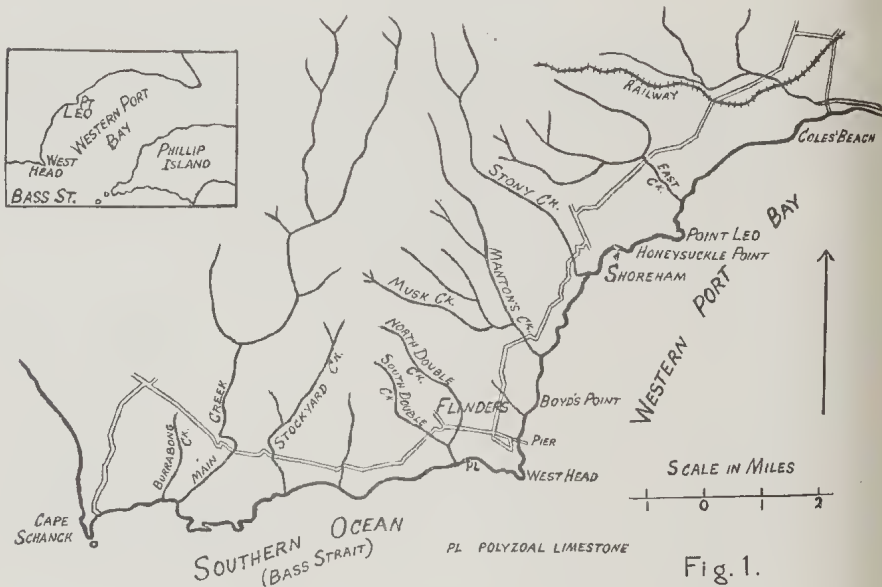 PT
LEO
WESTERN PORT
BAY
WEST
HEAD
PHILLIP
ISLAND
BASS ST.
RAILWAY
COLES' BEACH
STONY CK.
EAST
CK.
POINT LEO
HONEYSUCKLE POINT
SHOREHAM
WESTERN PORT BAY
MANTON'S CK.
MUSK CK.
NORTH DOUBLE
CK.
SOUTH DOUBLE
CK
FLINDERS
BOYD'S POINT
PIER
WEST HEAD
PL
STOCKYARD CK.
MAIN CREEK
BURRABONG
CK.
CAPE
SCHANCK
SOUTHERN OCEAN
(BASS STRAIT)
PL POLYZOAL LIMESTONE
SCALE IN MILES
1 0 1 2
Fig. 1.